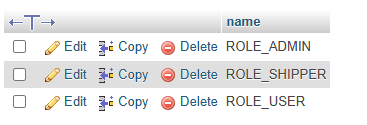 name
Edit Copy Delete ROLE_ADMIN
Edit Copy Delete ROLE_SHIPPER
Edit Copy Delete ROLE_USER